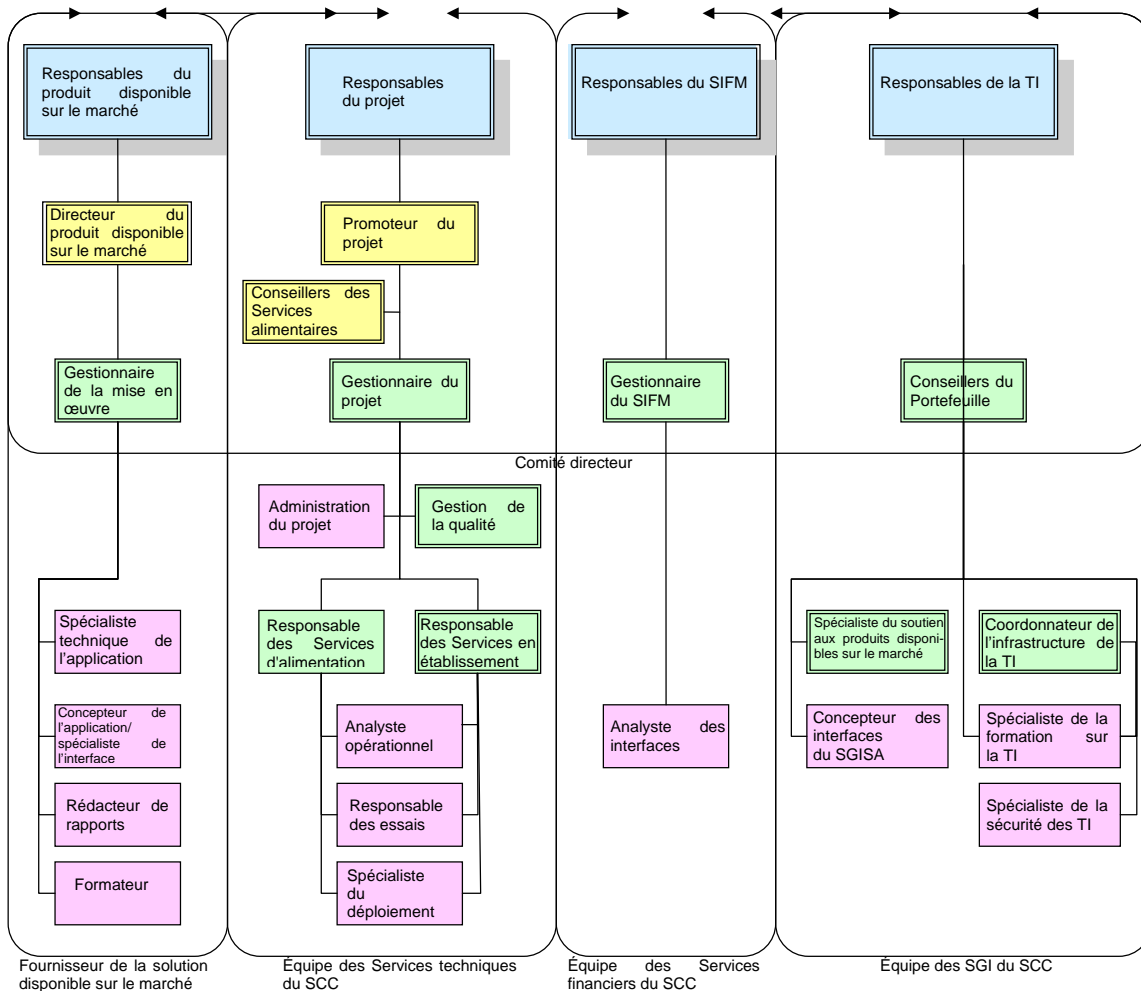 Responsables du
produit disponible
sur le marché
Responsables
du projet
Responsables du SIFM
Responsables de la TI
Directeur du
produit disponible
sur le marché
Promoteur du
projet
Conseillers des
Services
alimentaires
Gestionnaire
de la mise en
œuvre
Gestionnaire du
projet
Gestionnaire
du SIFM
Conseillers du
Portefeuille
Comité directeur
Administration
du projet
Gestion de
la qualité
Spécialiste
technique de
l'application
Responsable
des Services
d'alimentation
Responsable
des Services en
établissement
Spécialiste du soutien
aux produits disponi-
bles sur le marché
Coordonnateur de
l'infrastructure de
la TI
Concepteur de
l'application/
spécialiste de
l'interface
Analyste
opérationnel
Analyste des
interfaces
Concepteur des
interfaces
du SGISA
Spécialiste de la
formation sur
la TI
Rédacteur de
rapports
Responsable
des essais
Spécialiste de la
sécurité des TI
Formateur
Spécialiste
du
déploiement
Fournisseur de la solution
disponible sur le marché
Équipe des Services techniques
du SCC
Équipe des Services
financiers du SCC
Équipe des SGI du SCC